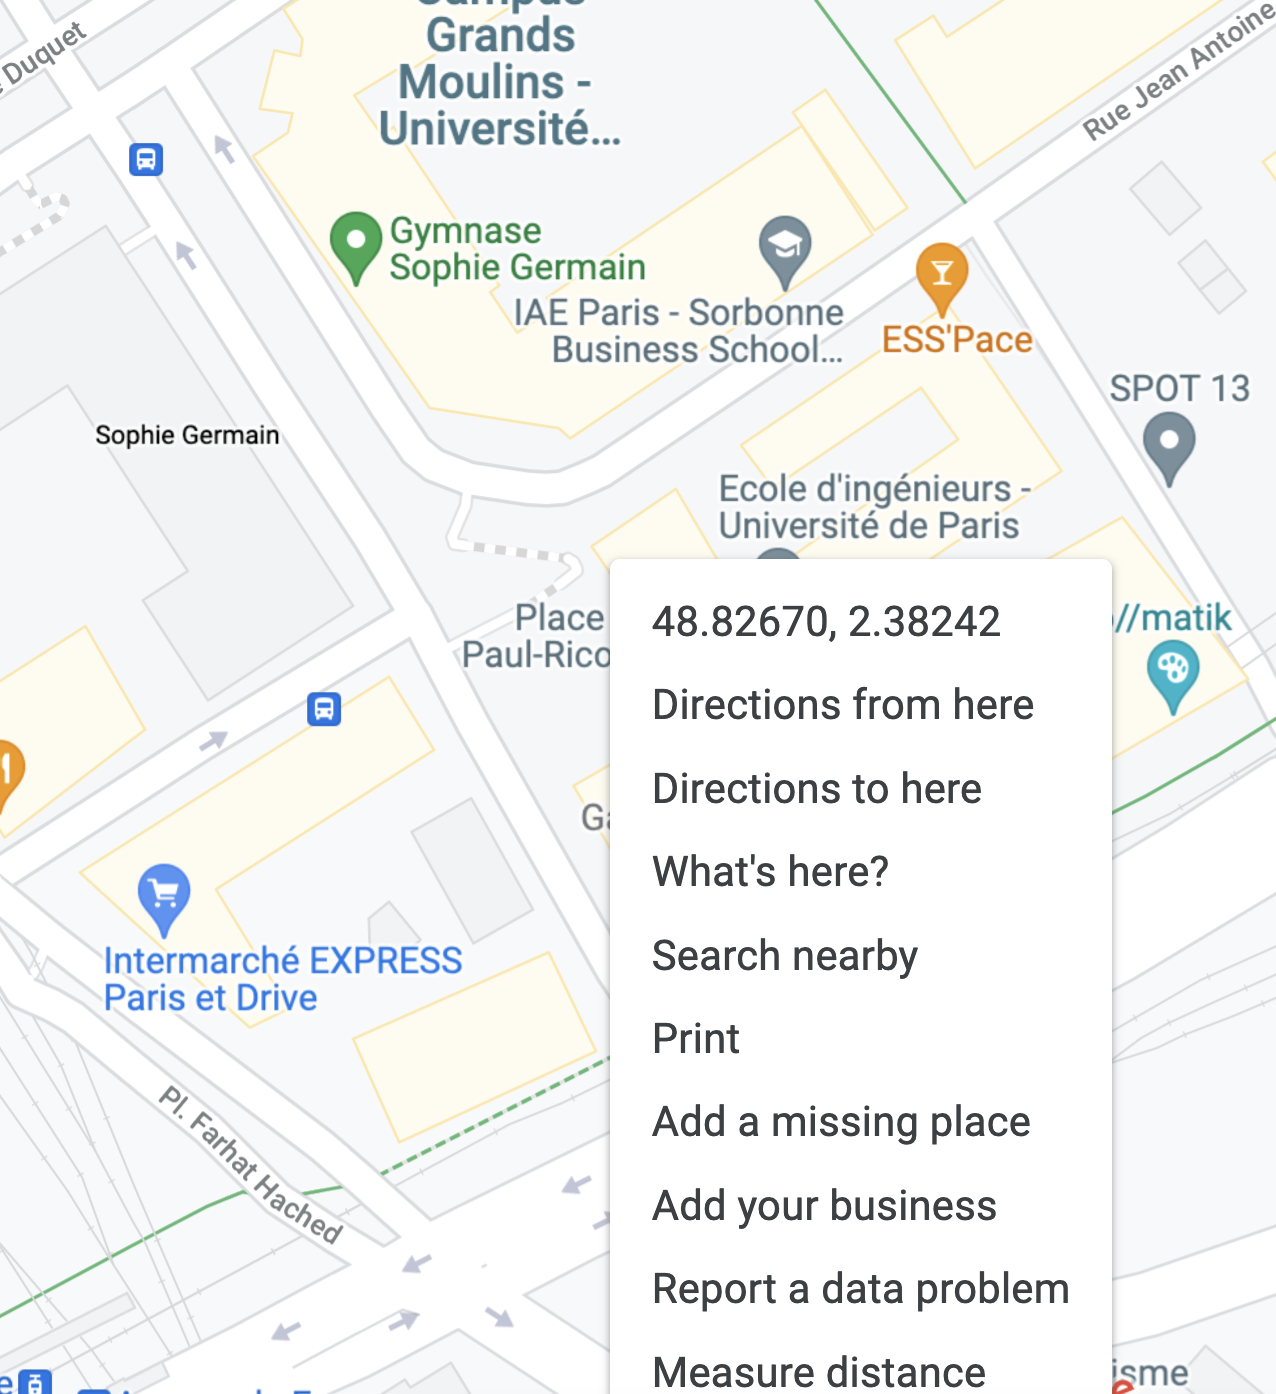 Duquet
Campus
Grands
Moulins -
Université...
Rue Jean Antoine
Gymnase
Sophie Germain
IAE Paris - Sorbonne
Business School...
ESS'Pace
SPOT 13
Sophie Germain
Ecole d'ingénieurs -
Université de Paris
Place
Paul-Rico
//matik
48.82670, 2.38242
Directions from here
Directions to here
What's here?
Search nearby
Print
Add a missing place
Add your business
Report a data problem
Measure distance
Ga
Intermarché EXPRESS
Paris et Drive
Pl. Farhat Hached
isme